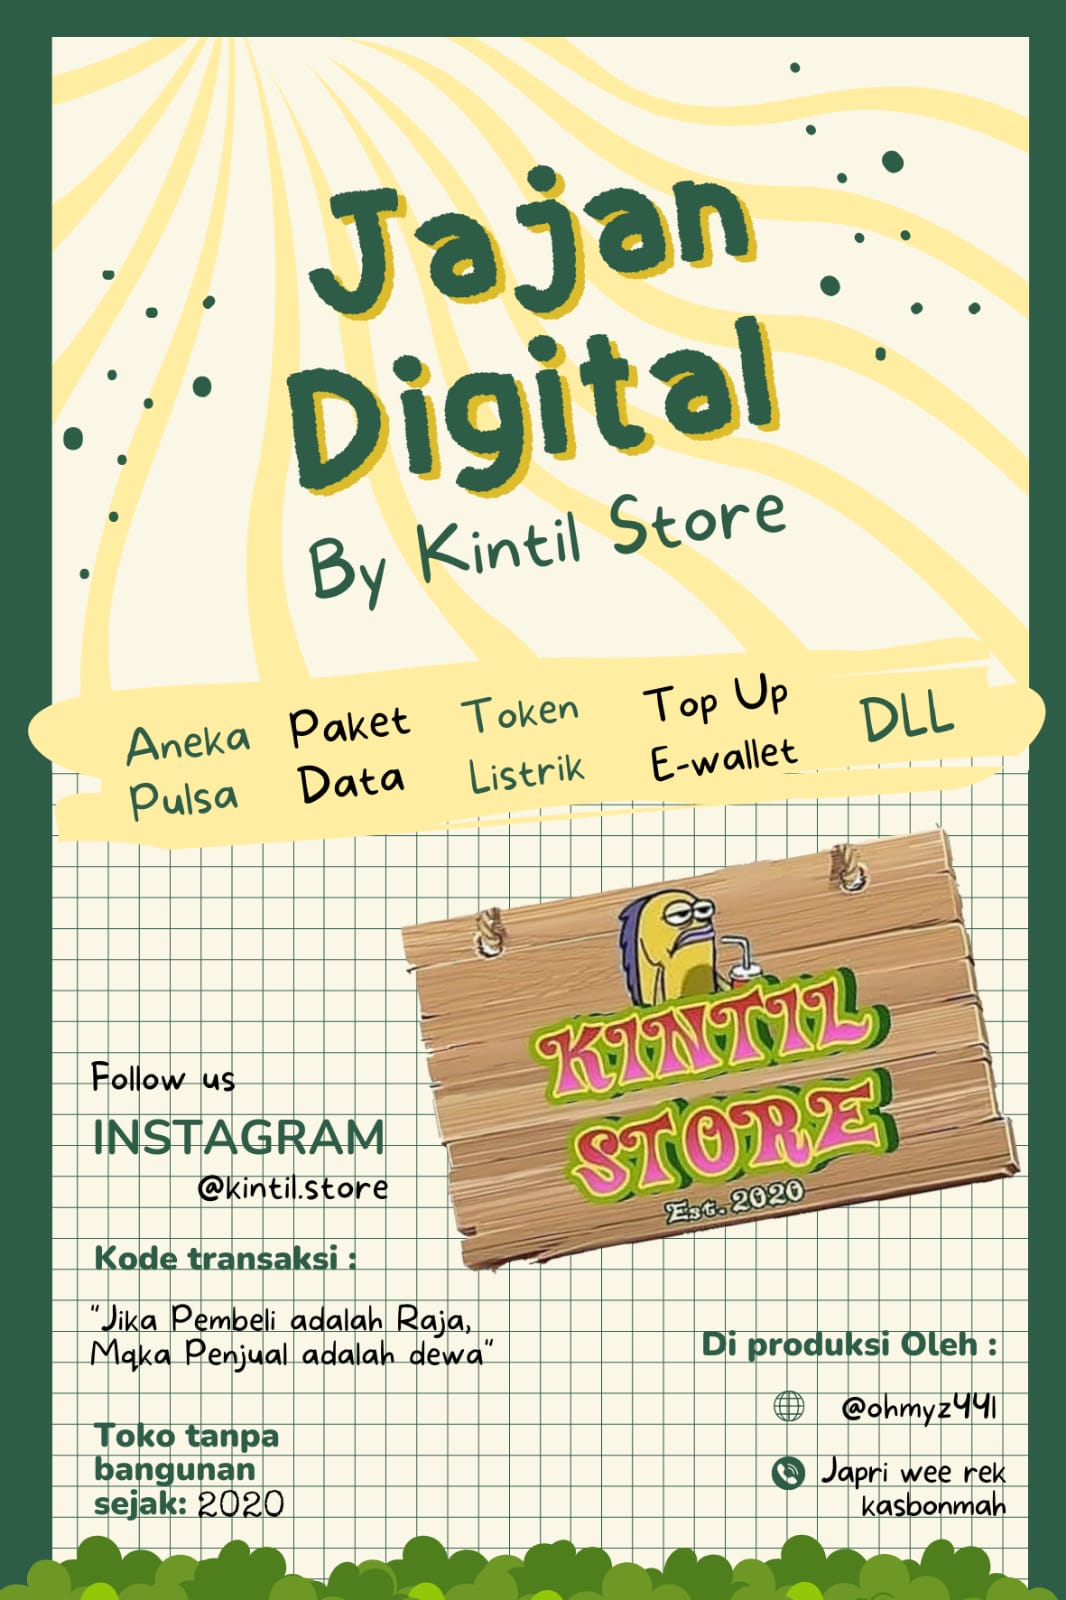 Jajan
Digital
By Kintil Store
Aneka
Pulsa
Paket
Data
Token
Listrik
Top Up
E-wallet
DLL
KINTIL
STORE
Est. 2020
Follow us
INSTAGRAM
@kintil.store
Kode transaksi :
"Jika Pembeli adalah Raja,
Mqka Penjual adalah dewa"
Toko tanpa
bangunan
sejak: 2020
Di produksi Oleh :
@ohmyz441
Japri wee rek
kasbonmah